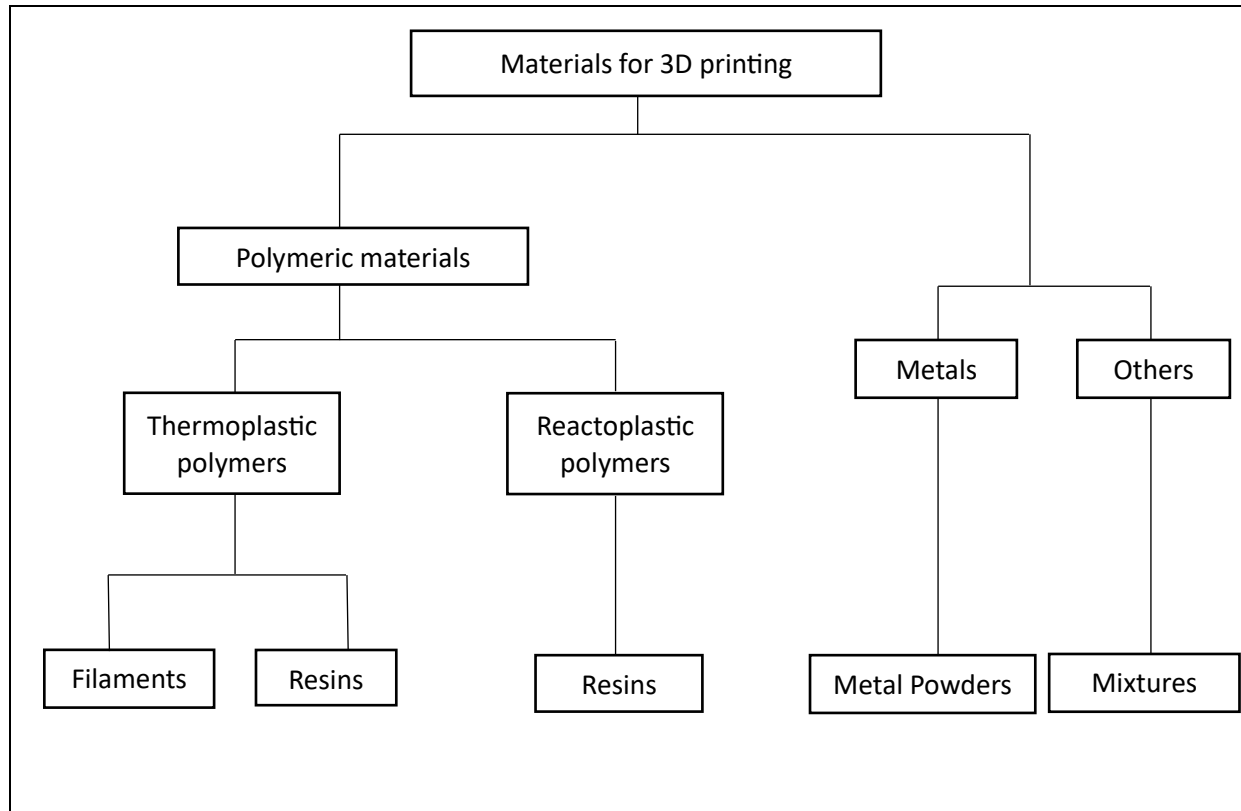 Materials for 3D printing
Polymeric materials
Metals
Others
Thermoplastic
polymers
Reactoplastic
polymers
Filaments
Resins
Resins
Metal Powders
Mixtures